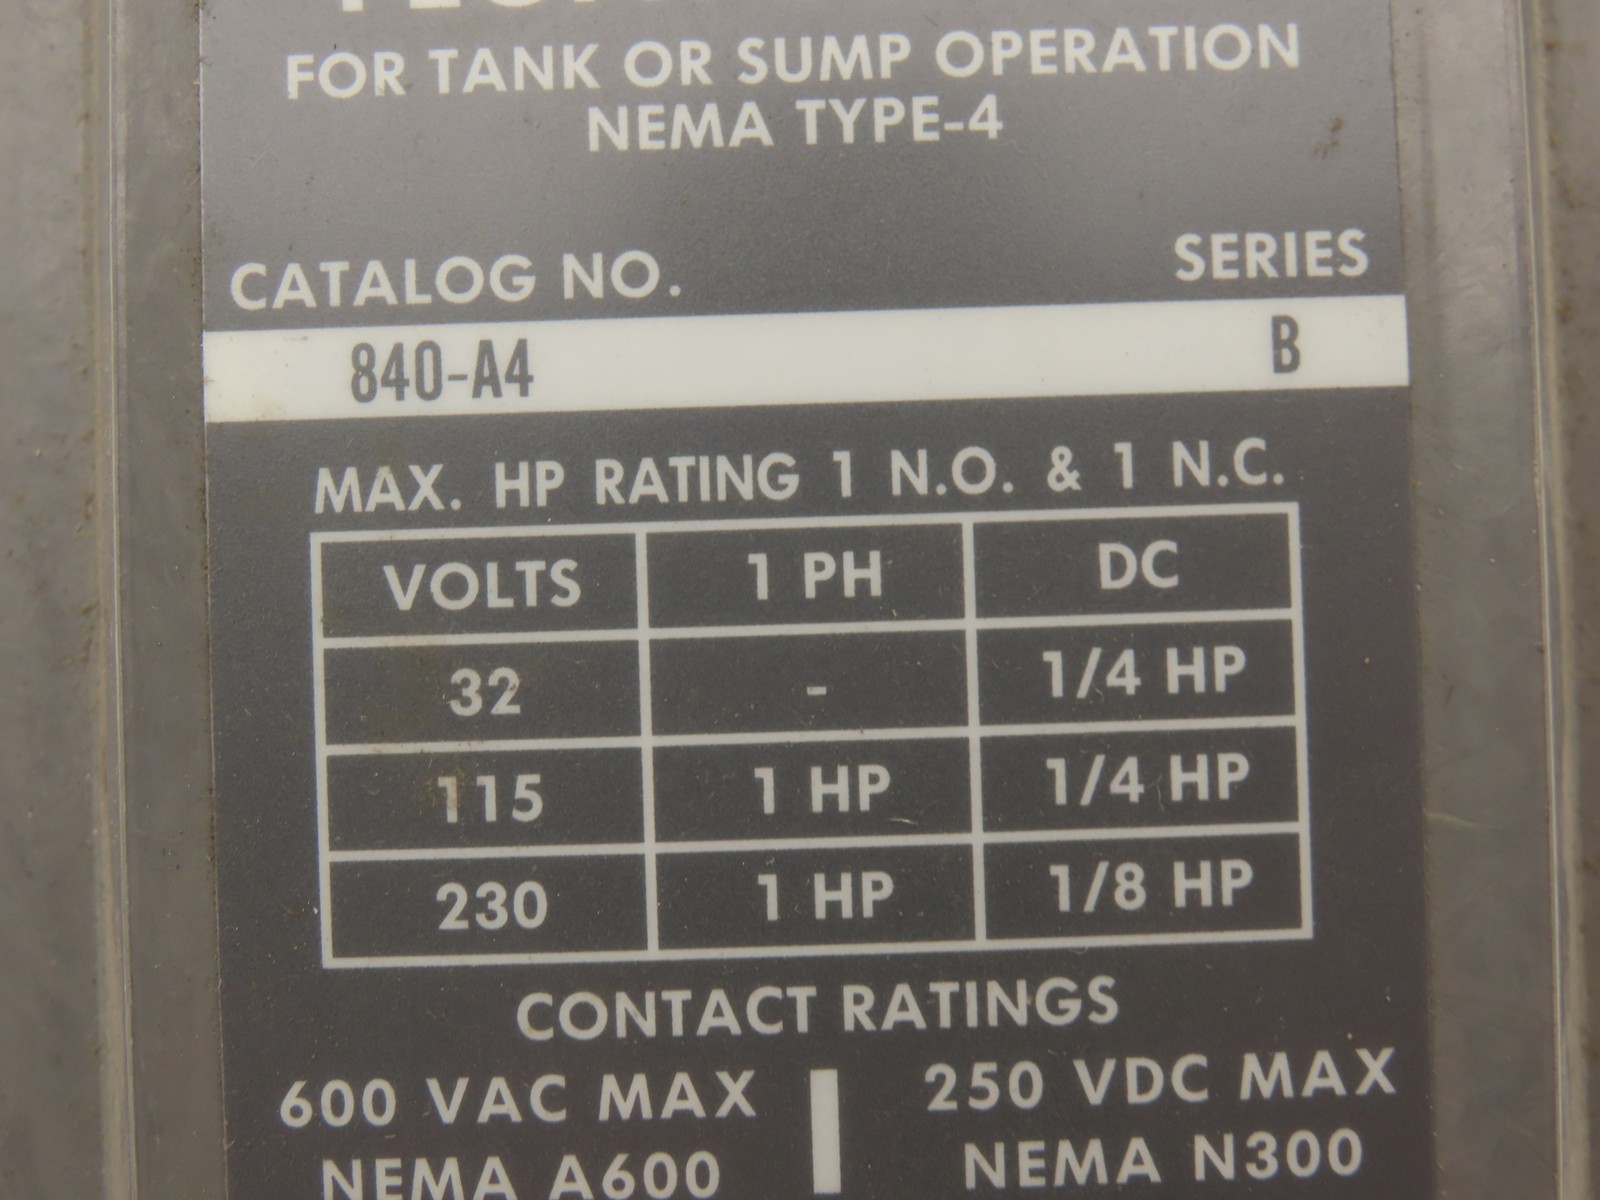 FOR TANK OR SUMP OPERATION
NEMA TYPE-4
CATALOG NO. SERIES
840-A4 B
MAX. HP RATING 1 N.O. & 1 N.C.
VOLTS 1 PH DC
32 - 1/4 HP
115 1 HP 1/4 HP
230 1 HP 1/8 HP
CONTACT RATINGS
600 VAC MAX 250 VDC MAX
NEMA A600 NEMA N300